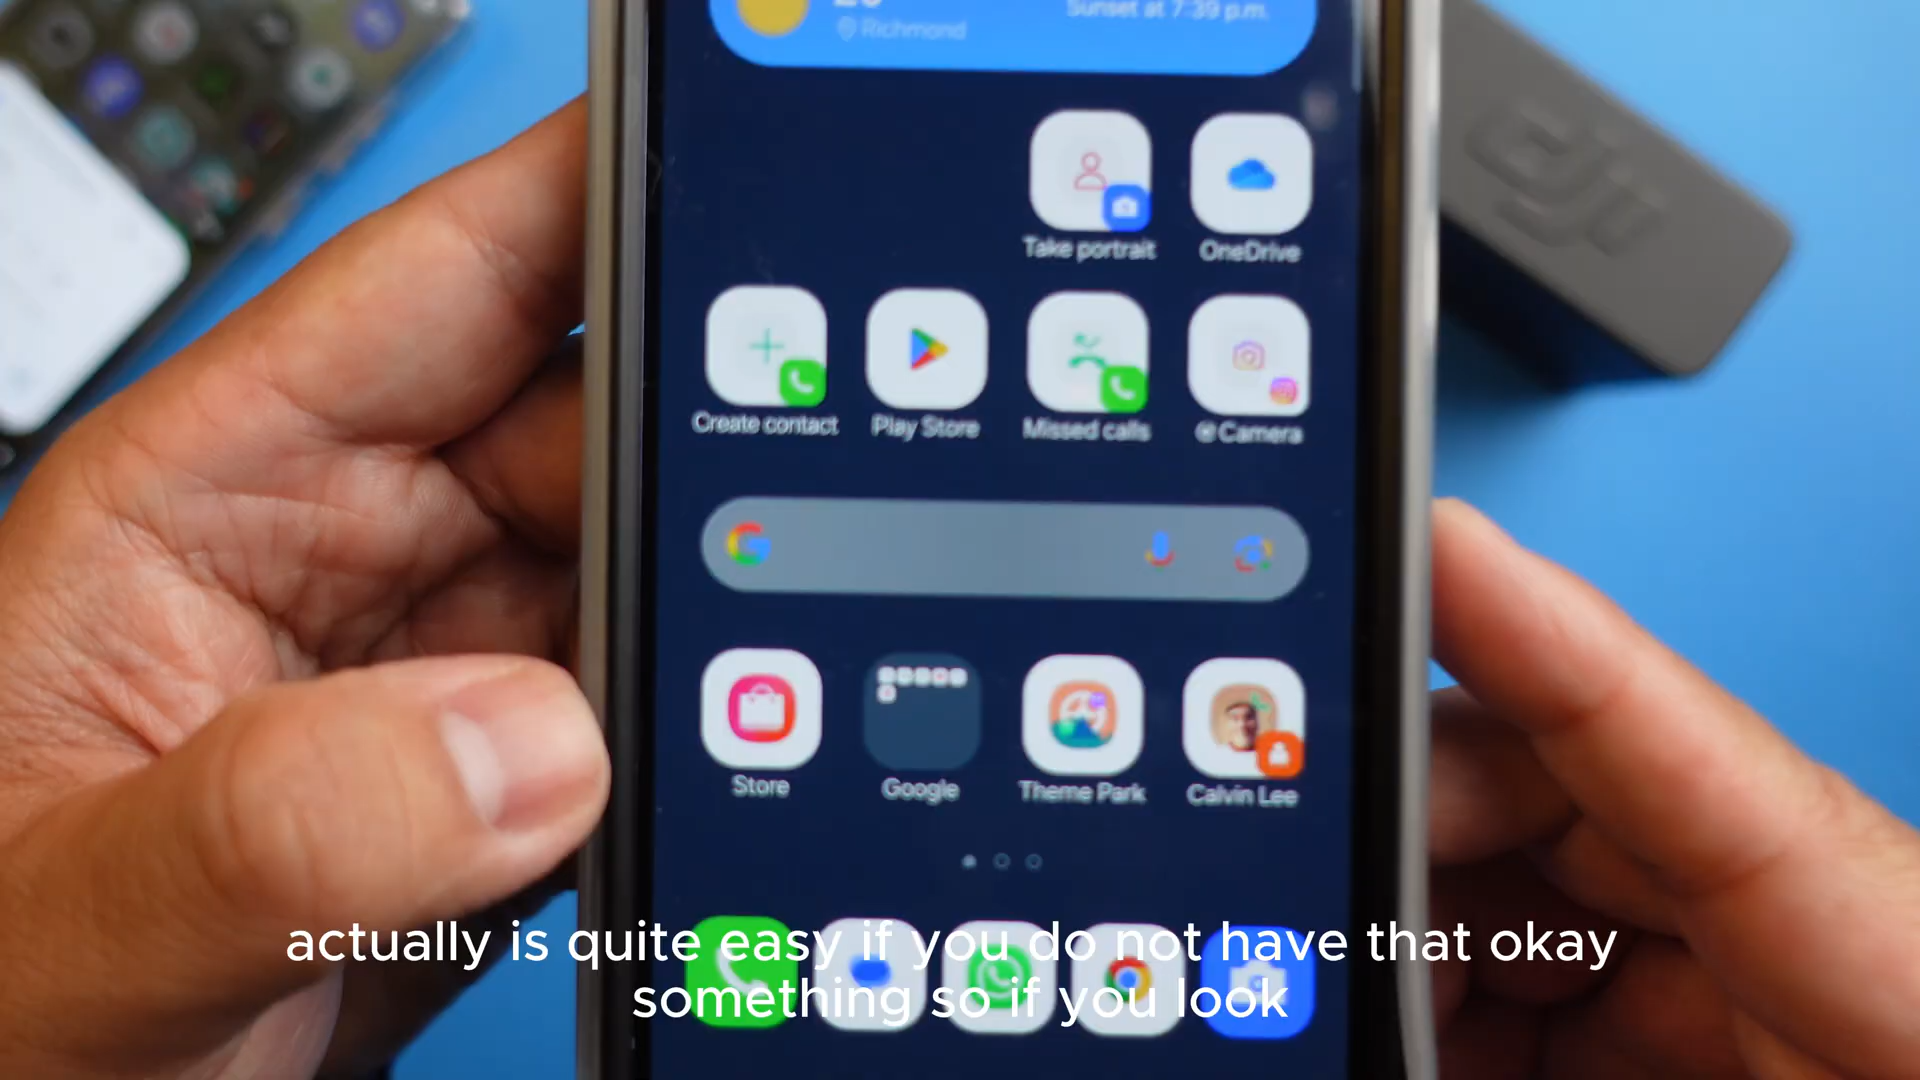 Sunset at 7:39 p.m.
Richmond
Take portrait
OneDrive
dji
Create contact
Play Store
Missed calls
@Camera
Store
Google
Theme Park
Calvin Lee
actually is quite easy if you do not have that okay
something so if you look